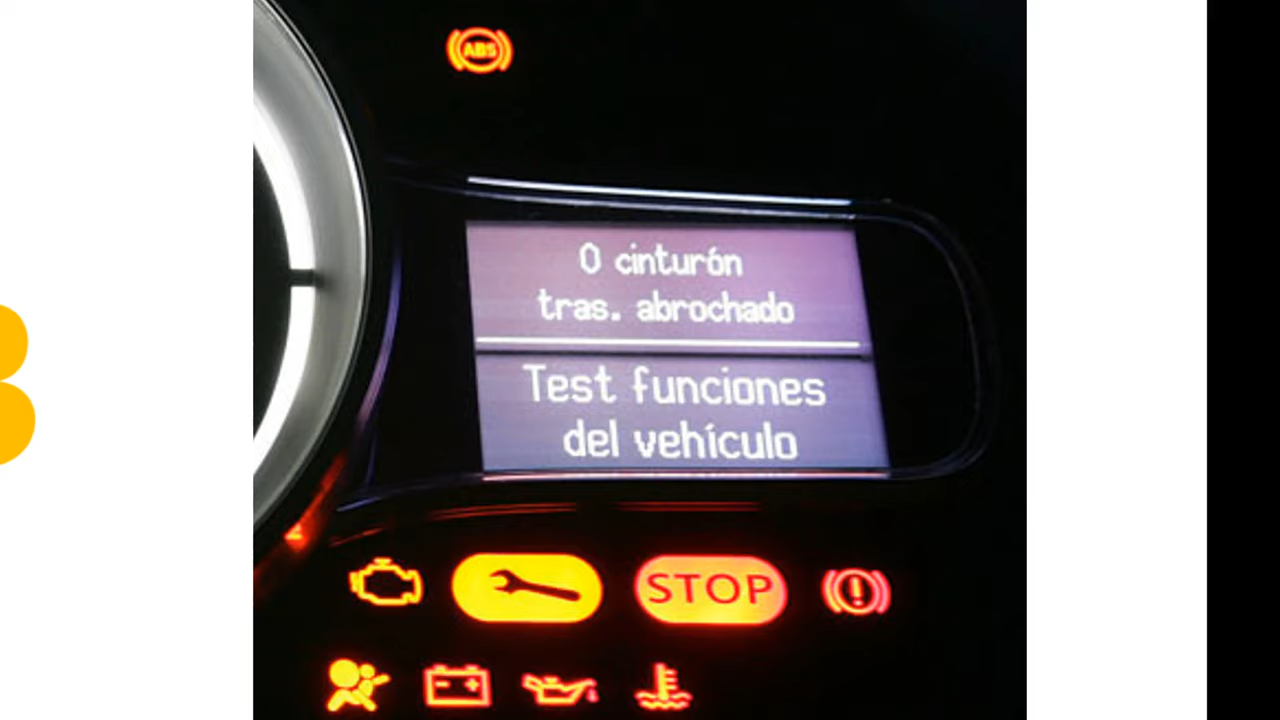 ABS
0 cinturón
tras. abrochado
Test funciones
del vehículo
STOP